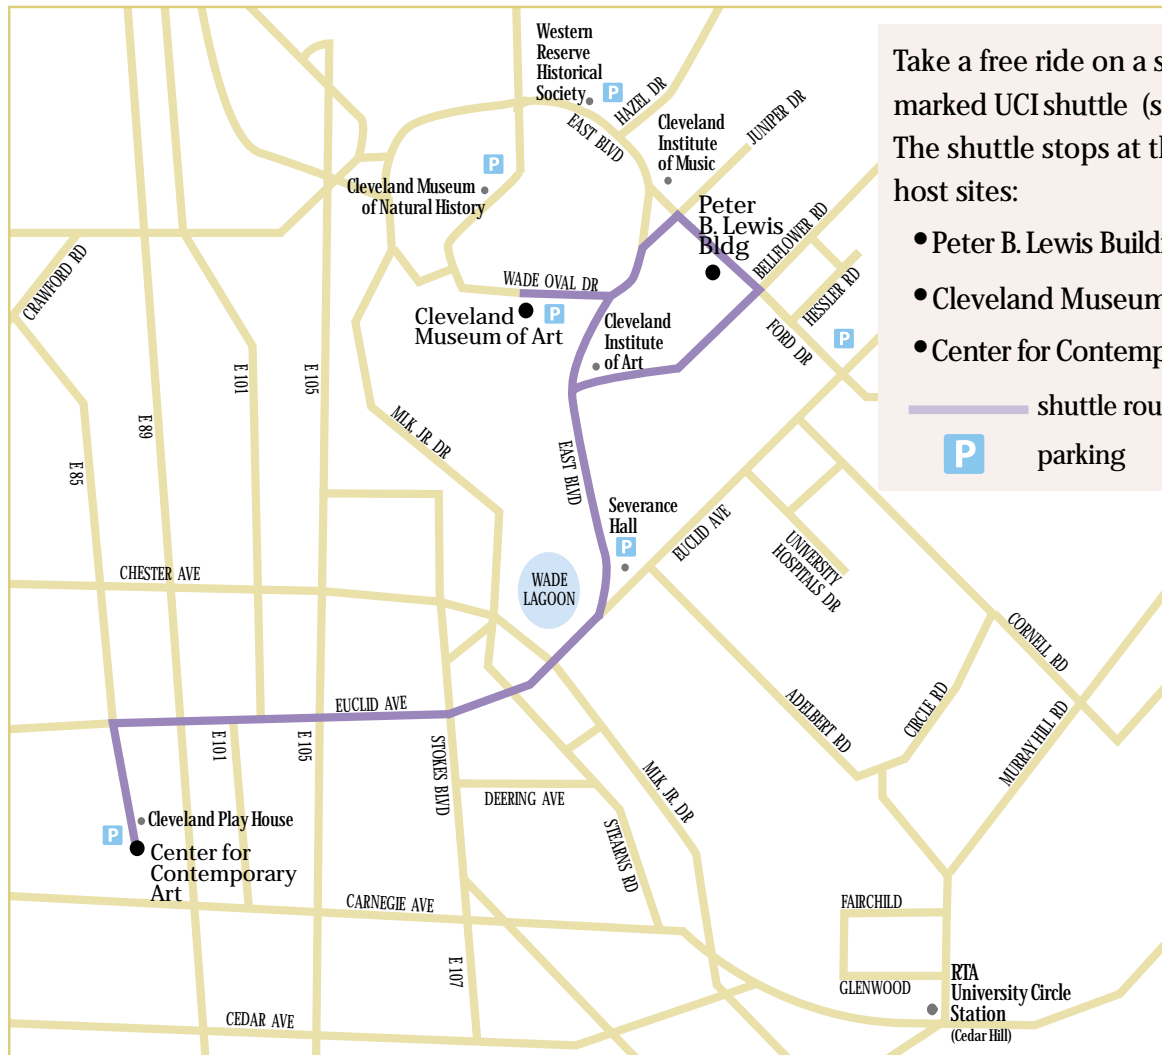 Western
Reserve
Historical
Society
P
HAZEL DR
EAST BLVD
Cleveland
Institute
of Music
JUNIPER DR
P
Cleveland Museum
of Natural History
Peter
B. Lewis
Bldg
BELLFLOWER RD
HESSLER RD
CRAWFORD RD
WADE OVAL DR
Cleveland
Museum of Art
P
Cleveland
Institute
of Art
FORD DR
P
E 101
E 105
E 89
E 85
MLK, JR. DR
EAST BLVD
Severance
Hall
P
EUCLID AVE
UNIVERSITY
HOSPITALS DR
CHESTER AVE
WADE
LAGOON
CORNELL RD
EUCLID AVE
ADELBERT RD
CIRCLE RD
MURRAY HILL RD
E 101
E 105
STOKES BLVD
MLK, JR. DR
DEERING AVE
STEARNS RD
Cleveland Play House
P
Center for
Contemporary
Art
CARNEGIE AVE
FAIRCHILD
GLENWOOD
E 107
RTA
University Circle
Station
(Cedar Hill)
CEDAR AVE
Take a free ride on a s
marked UCI shuttle (s
The shuttle stops at th
host sites:
• Peter B. Lewis Buildi
• Cleveland Museum
• Center for Contemp
shuttle rou
P parking